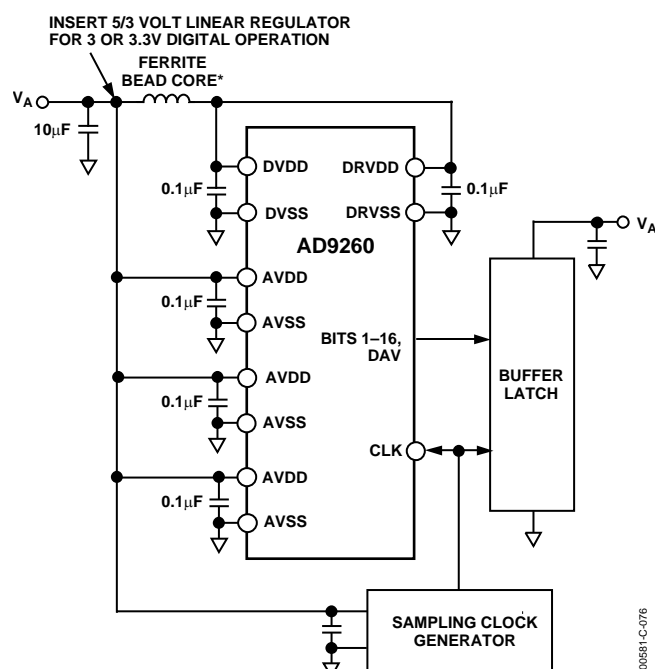 INSERT 5/3 VOLT LINEAR REGULATOR
FOR 3 OR 3.3V DIGITAL OPERATION
FERRITE
BEAD CORE*
VA
10µF
DVDD
DRVDD
0.1µF
0.1µF
DVSS
DRVSS
AD9260
VA
AVDD
0.1µF
AVSS
BITS 1–16,
DAV
BUFFER
LATCH
AVDD
0.1µF
AVSS
CLK
AVDD
0.1µF
AVSS
SAMPLING CLOCK
GENERATOR
00581-C-076